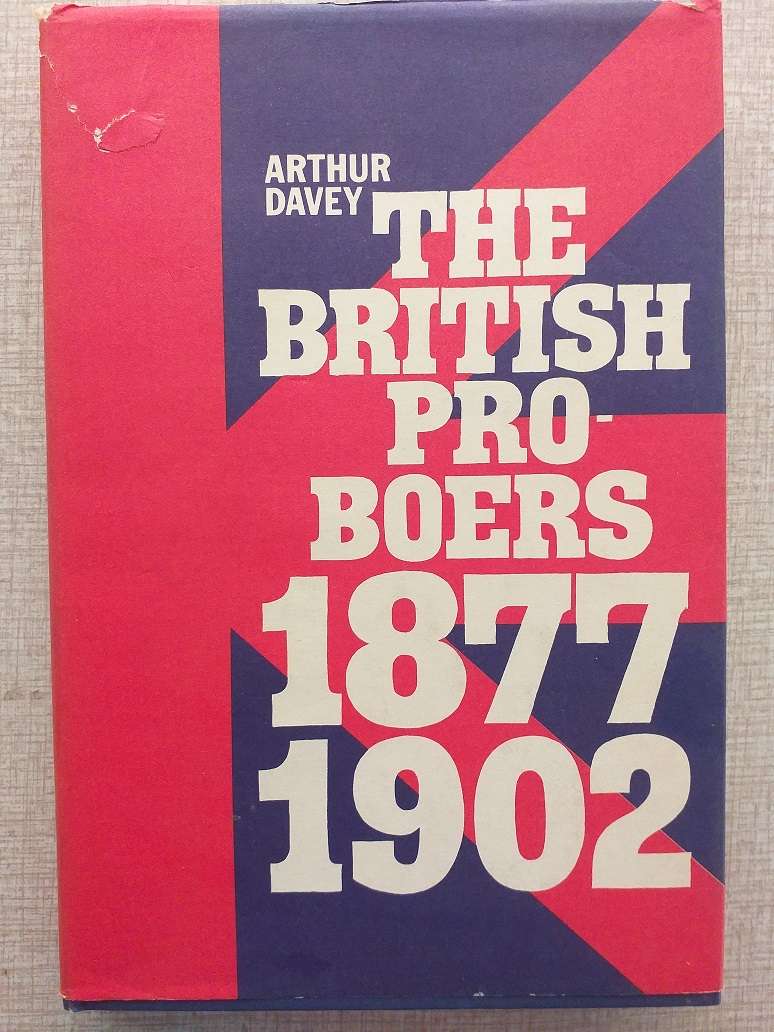 ARTHUR
DAVEY
THE
BRITISH
PRO-
BOERS
1877
1902